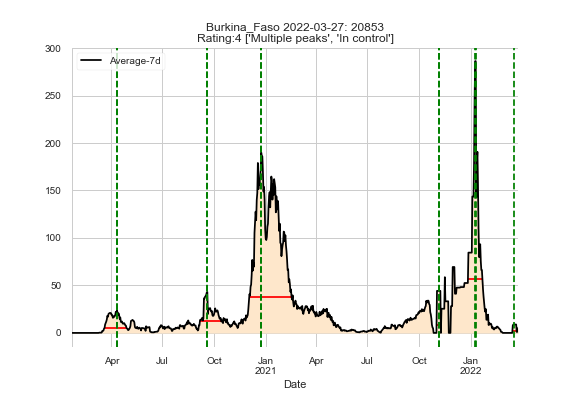 Burkina_Faso 2022-03-27: 20853
Rating:4 ['Multiple peaks', 'In control']
Average-7d
300
250
200
150
100
50
0
Apr
Jul
Oct
Jan
2021
Apr
Jul
Oct
Jan
2022
Date